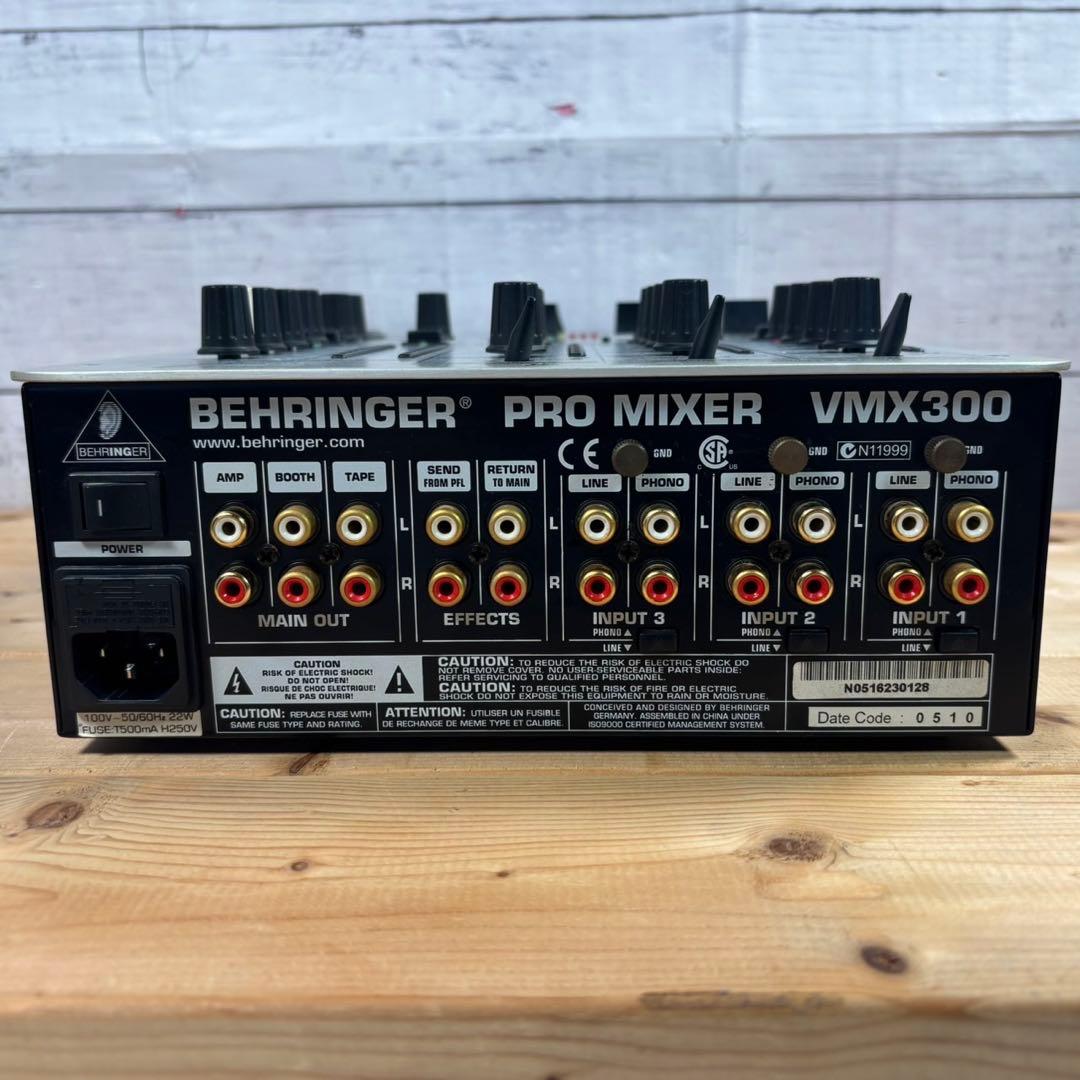 BEHRINGER® PRO MIXER VMX300
www.behringer.com
BEHRINGER
CE
GND
SA®
C US
GND
N11999
GND
AMP BOOTH TAPE
SEND FROM PFL
RETURN TO MAIN
LINE PHONO
LINE PHONO
LINE PHONO
POWER
L L L L
R R R R
MAIN OUT
EFFECTS
INPUT 3
INPUT 2
INPUT 1
PHONO ▲
LINE ▼
PHONO ▲
LINE ▼
PHONO ▲
LINE ▼
100V~50/60Hz 22W
FUSE:T500mA H250V
CAUTION
RISK OF ELECTRIC SHOCK!
DO NOT OPEN!
RISQUE DE CHOC ELECTRIQUE!
NE PAS OUVRIR!
CAUTION: TO REDUCE THE RISK OF ELECTRIC SHOCK DO
NOT REMOVE COVER. NO USER-SERVICEABLE PARTS INSIDE:
REFER SERVICING TO QUALIFIED PERSONNEL.
CAUTION: TO REDUCE THE RISK OF FIRE OR ELECTRIC
SHOCK DO NOT EXPOSE THIS EQUIPMENT TO RAIN OR MOISTURE.
CAUTION: REPLACE FUSE WITH
SAME FUSE TYPE AND RATING.
ATTENTION: UTILISER UN FUSIBLE
DE RECHANGE DE MEME TYPE ET CALIBRE.
CONCEIVED AND DESIGNED BY BEHRINGER
GERMANY. ASSEMBLED IN CHINA UNDER
ISO9000 CERTIFIED MANAGEMENT SYSTEM.
N0516230128
Date Code : 0510